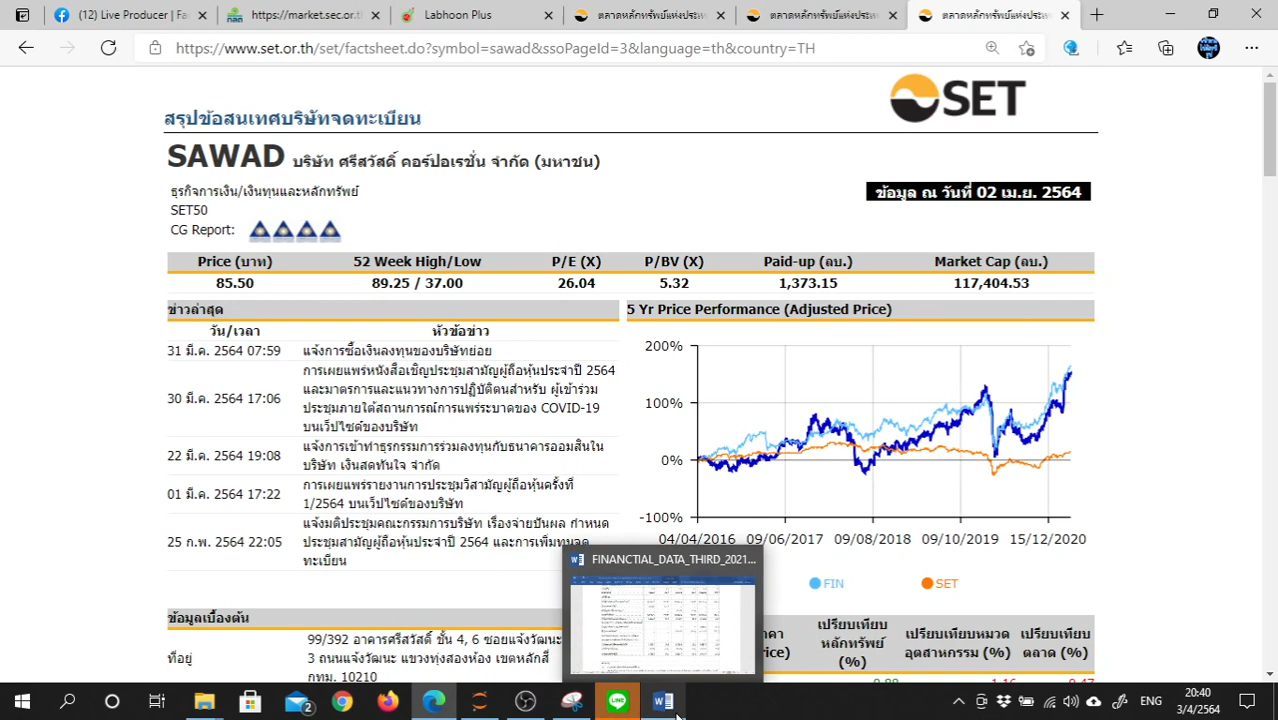 (12) Live Producer | Fac
https://market.sec.or.th
Labhoon Plus
ตลาดหลักทรัพย์แห่งประเท
ตลาดหลักทรัพย์แห่งประเท
ตลาดหลักทรัพย์แห่งประเท
https://www.set.or.th/set/factsheet.do?symbol=sawad&ssoPageId=3&language=th&country=TH
SET
สรุปข้อสนเทศบริษัทจดทะเบียน
SAWAD บริษัท ศรีสวัสดิ์ คอร์ปอเรชั่น จำกัด (มหาชน)
ธุรกิจการเงิน/เงินทุนและหลักทรัพย์
ข้อมูล ณ วันที่ 02 เม.ย. 2564
SET50
CG Report:
Price (บาท) 52 Week High/Low P/E (X) P/BV (X) Paid-up (ลบ.) Market Cap (ลบ.)
85.50 89.25 / 37.00 26.04 5.32 1,373.15 117,404.53
ข่าวล่าสุด
วัน/เวลา หัวข้อข่าว
31 มี.ค. 2564 07:59 แจ้งการซื้อเงินลงทุนของบริษัทย่อย
30 มี.ค. 2564 17:06 การเผยแพร่หนังสือเชิญประชุมสามัญผู้ถือหุ้นประจำปี 2564
และมาตรการและแนวทางการปฏิบัติตนสำหรับ ผู้เข้าร่วม
ประชุมภายใต้สถานการณ์การแพร่ระบาดของ COVID-19
บนเว็ปไซด์ของบริษัท
22 มี.ค. 2564 19:08 แจ้งการเข้าทำธุรกรรมการร่วมลงทุนกับธนาคารออมสินใน
บริษัท เงินสดทันใจ จำกัด
01 มี.ค. 2564 17:22 การเผยแพร่รายงานการประชุมวิสามัญผู้ถือหุ้นครั้งที่
1/2564 บนเว็ปไซด์ของบริษัท
25 ก.พ. 2564 22:05 แจ้งมติประชุมคณะกรรมการบริษัท เรื่องจ่ายปันผล กำหนด
ประชุมสามัญผู้ถือหุ้นประจำปี 2564 และการเพิ่มทุนจด
ทะเบียน
5 Yr Price Performance (Adjusted Price)
200%
100%
0%
-100%
04/04/2016 09/06/2017 09/08/2018 09/10/2019 15/12/2020
FIN SET
FINANCTIAL_DATA_THIRD_2021...
ข้อมูลเบื้องต้น
ที่อยู่ 99/392 อาคารศรีสวัสดิ์ ชั้น 4, 6 ซอยแจ้งวัฒนะ
3 ถนนแจ้งวัฒนะ แขวงทุ่งสองห้อง เขตหลักสี่
กทม. 10210
เปรียบเทียบ
หลักทรัพย์
(%)
เปรียบเทียบหมวด
อุตสาหกรรม (%)
เปรียบเทียบ
ตลาด (%)
ENG
20:40
3/4/2564